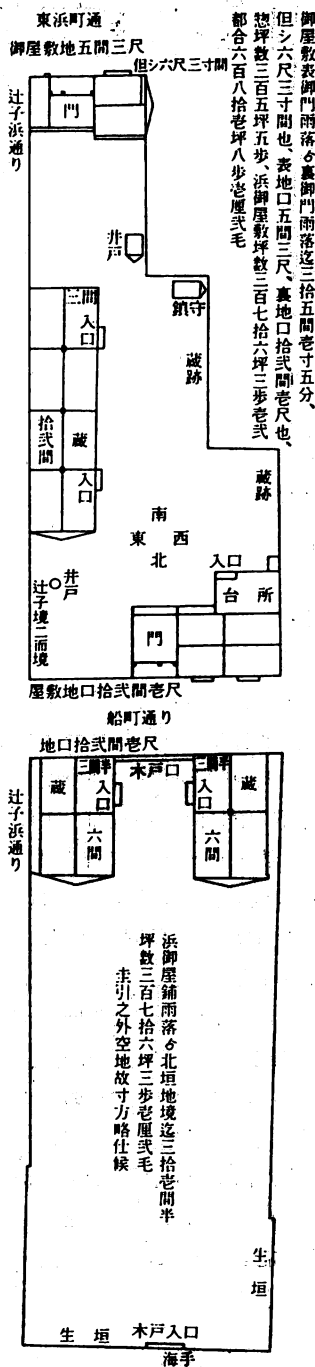 御屋敷表御門雨落ゟ裏御門雨落迄三拾五間壱寸五分、
但シ六尺三寸間也、表地口五間三尺、裏地口拾弐間壱尺也、
惣坪数三百五坪五歩、浜御屋敷坪数三百七拾六坪三歩壱弐
都合六百八拾壱坪八歩壱厘弐毛
東浜町通
御屋敷地五間三尺
但シ六尺三寸間
辻子浜通り
門
井戸
鎮守
蔵跡
三間
入口
拾弐間
蔵
入口
蔵跡
南
東西
北
入口
台所
井戸
辻子境ニ而境
門
屋敷地口拾弐間壱尺
船町通り
地口拾弐間壱尺
辻子浜通り
蔵
三間半
入口
六間
木戸口
三間半
入口
六間
蔵
浜御屋鋪雨落ゟ北垣地境迄三拾壱間半
坪数三百七拾六坪三歩壱厘弐毛
圭引之外空地故寸方略仕候
生垣
生垣
木戸入口
海手